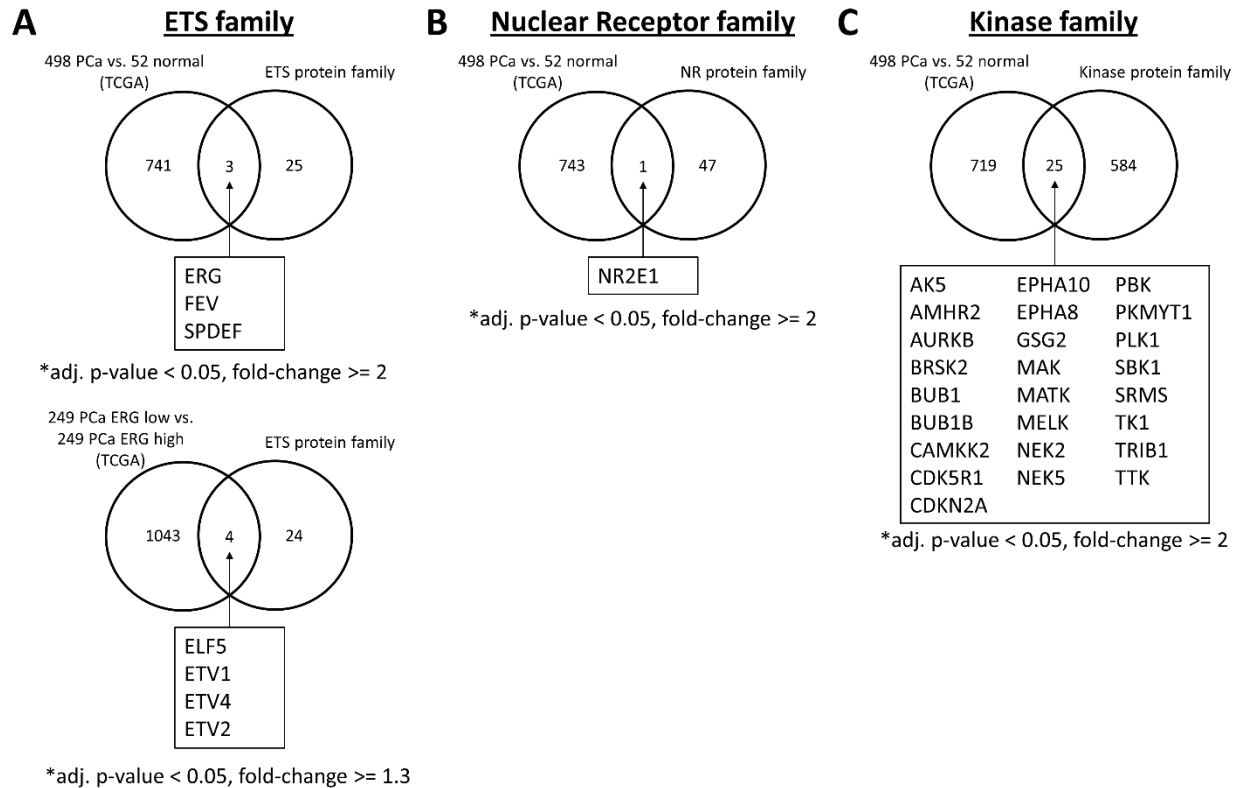 A
ETS family
498 PCa vs. 52 normal
(TCGA)
ETS protein family
741
3
25
ERG
FEV
SPDEF
*adj. p-value < 0.05, fold-change >= 2
249 PCa ERG low vs.
249 PCa ERG high
(TCGA)
ETS protein family
1043
4
24
ELF5
ETV1
ETV4
ETV2
*adj. p-value < 0.05, fold-change >= 1.3
B
Nuclear Receptor family
498 PCa vs. 52 normal
(TCGA)
NR protein family
743
1
47
NR2E1
*adj. p-value < 0.05, fold-change >= 2
C
Kinase family
498 PCa vs. 52 normal
(TCGA)
Kinase protein family
719
25
584
AK5
AMHR2
AURKB
BRSK2
BUB1
BUB1B
CAMKK2
CDK5R1
CDKN2A
EPHA10
EPHA8
GSG2
MAK
MATK
MELK
NEK2
NEK5
PBK
PKMYT1
PLK1
SBK1
SRMS
TK1
TRIB1
TTK
*adj. p-value < 0.05, fold-change >= 2